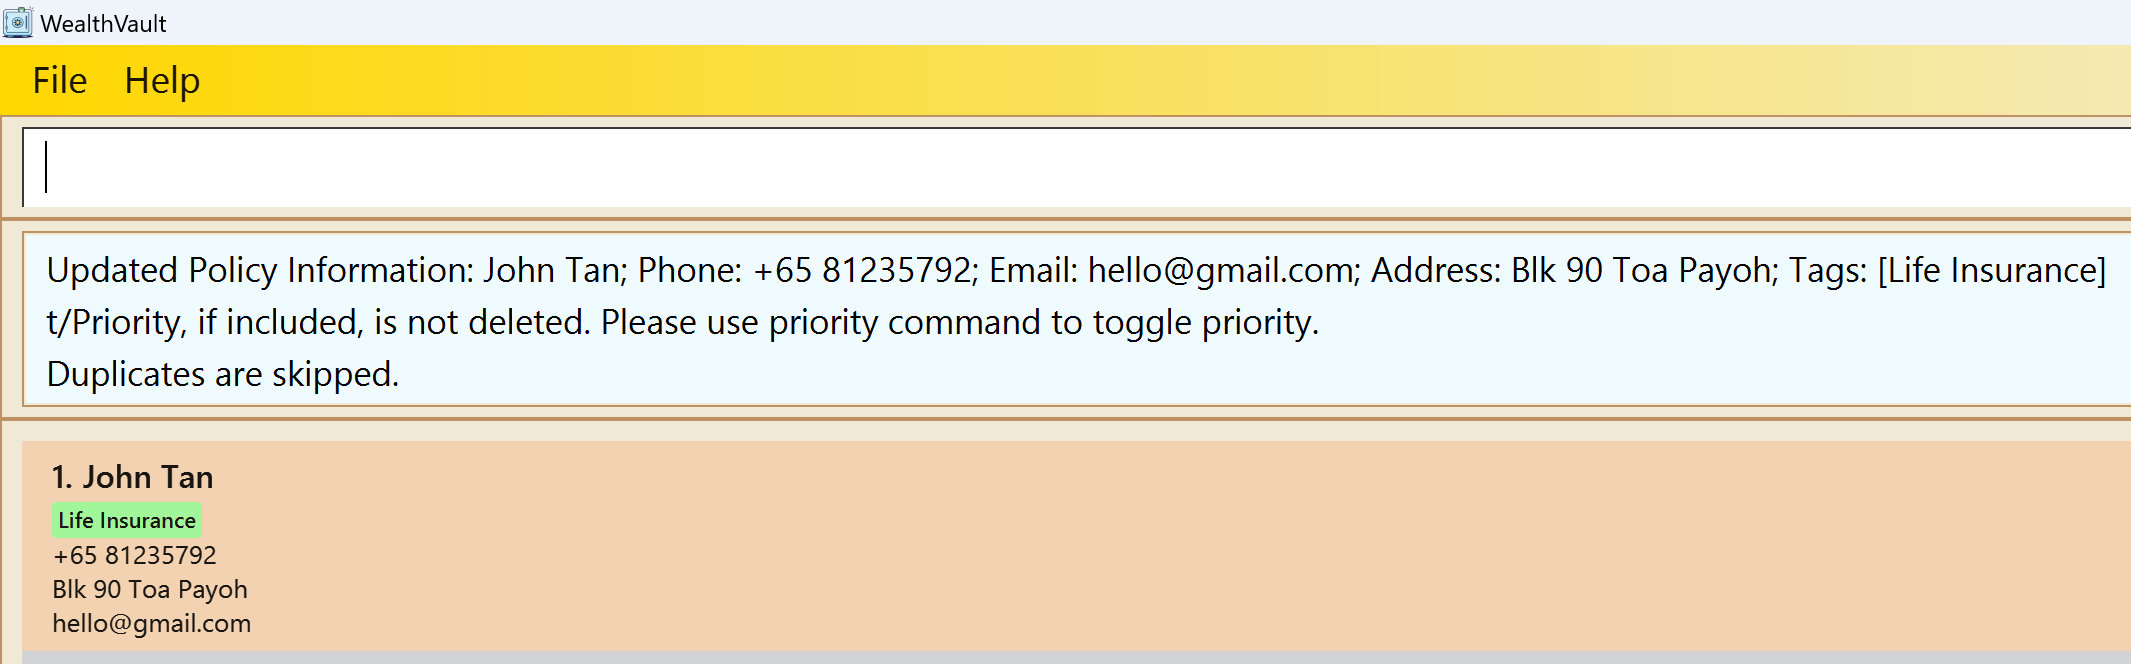 WealthVault
File Help
Updated Policy Information: John Tan; Phone: +65 81235792; Email: hello@gmail.com; Address: Blk 90 Toa Payoh; Tags: [Life Insurance]
t/Priority, if included, is not deleted. Please use priority command to toggle priority.
Duplicates are skipped.
1. John Tan
Life Insurance
+65 81235792
Blk 90 Toa Payoh
hello@gmail.com